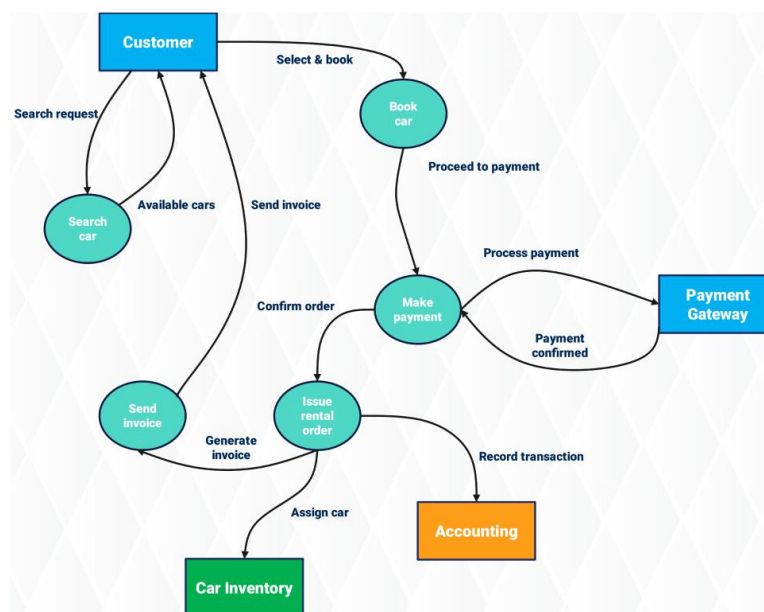 Customer
Select & book
Book
car
Search request
Proceed to payment
Search
car
Available cars
Send invoice
Process payment
Make
payment
Payment
Gateway
Confirm order
Payment
confirmed
Send
invoice
Issue
rental
order
Generate
invoice
Record transaction
Assign car
Accounting
Car Inventory